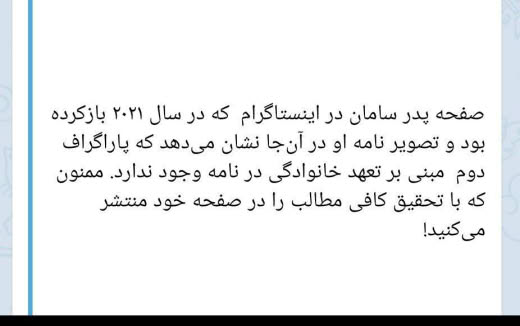 صفحه پدر سامان در اینستاگرام که در سال ۲۰۲۱ بازکرده
بود و تصویر نامه او در آن‌جا نشان می‌دهد که پاراگراف
دوم مبنی بر تعهد خانوادگی در نامه وجود ندارد. ممنون
که با تحقیق کافی مطالب را در صفحه خود منتشر
می‌کنید!